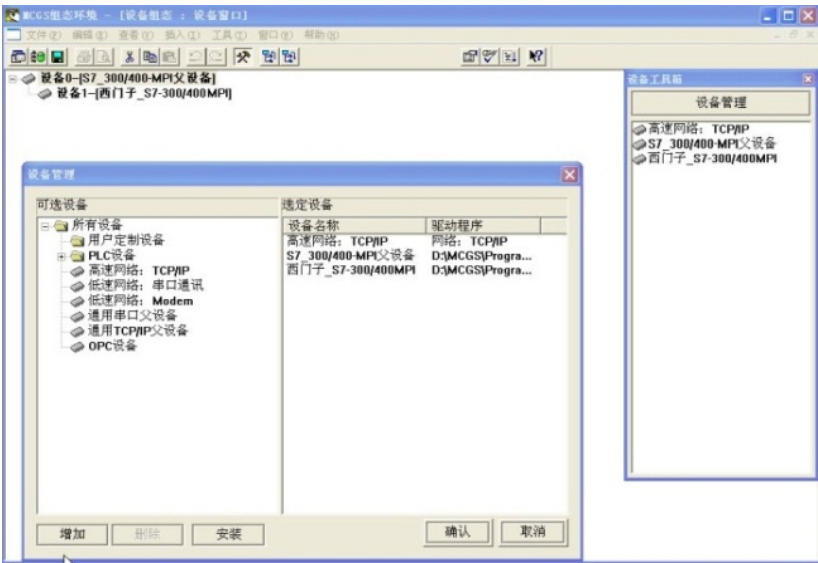 MCGS组态环境 - [设备组态 : 设备窗口]
文件(F) 编辑(E) 查看(V) 插入(I) 工具(T) 窗口(W) 帮助(H)
设备0-[S7_300/400-MPI父设备]
设备1-[西门子_S7-300/400MPI]
设备工具箱
设备管理
高速网络：TCP/IP
S7_300/400-MPI父设备
西门子_S7-300/400MPI
设备管理
可选设备
所有设备
用户定制设备
PLC设备
高速网络：TCP/IP
低速网络：串口通讯
低速网络：Modem
通用串口父设备
通用TCP/IP父设备
OPC设备
选定设备
设备名称 驱动程序
高速网络：TCP/IP 网络：TCP/IP
S7_300/400-MPI父设备 D:\MCGS\Progra...
西门子_S7-300/400MPI D:\MCGS\Progra...
增加 删除 安装 确认 取消